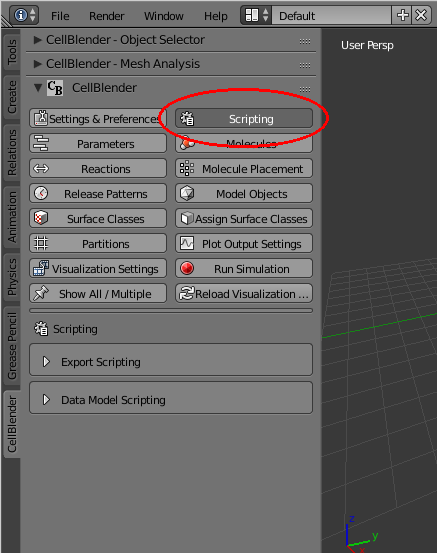 File Render Window Help Default
User Persp
Tools
Create
Relations
Animation
Physics
Grease Pencil
CellBlender
CellBlender - Object Selector
CellBlender - Mesh Analysis
CB CellBlender
Settings & Preferences Scripting
Parameters Molecules
Reactions Molecule Placement
Release Patterns Model Objects
Surface Classes Assign Surface Classes
Partitions Plot Output Settings
Visualization Settings Run Simulation
Show All / Multiple Reload Visualization ...
Scripting
Export Scripting
Data Model Scripting
z
y
x